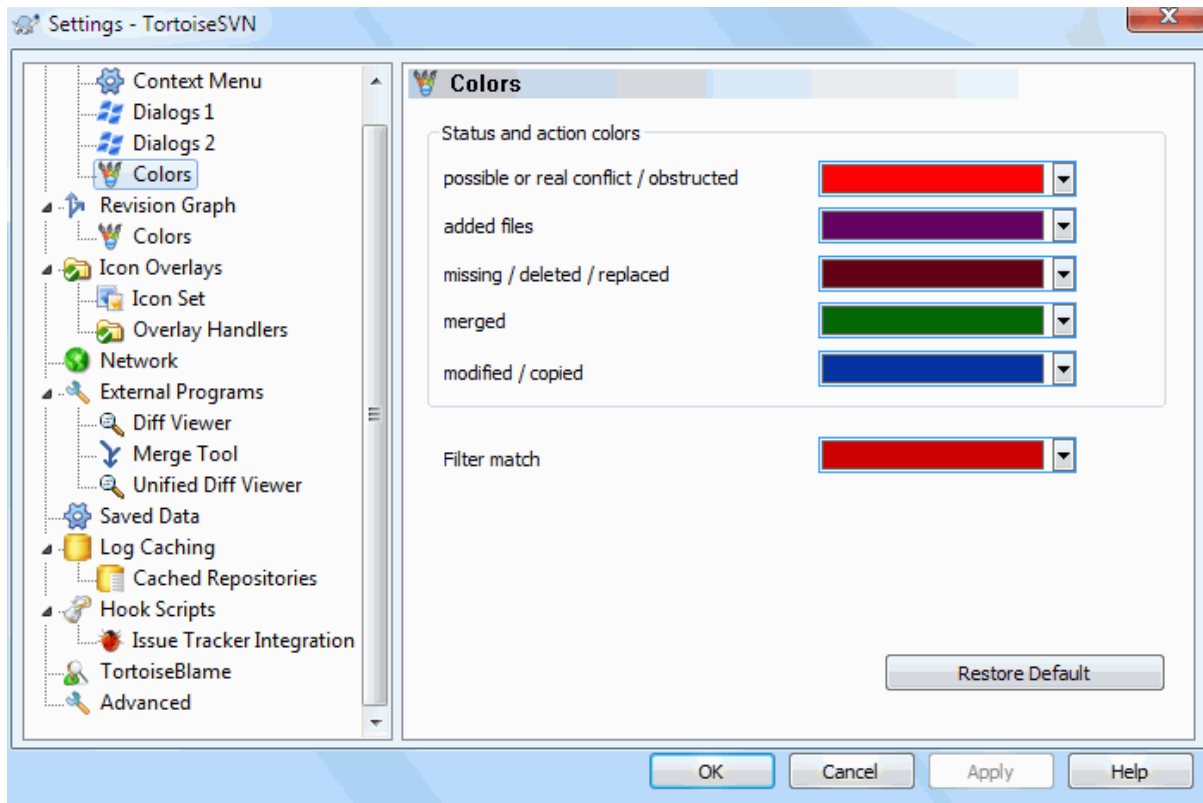 Settings - TortoiseSVN
X
Context Menu
Dialogs 1
Dialogs 2
Colors
Revision Graph
Colors
Icon Overlays
Icon Set
Overlay Handlers
Network
External Programs
Diff Viewer
Merge Tool
Unified Diff Viewer
Saved Data
Log Caching
Cached Repositories
Hook Scripts
Issue Tracker Integration
TortoiseBlame
Advanced
Colors
Status and action colors
possible or real conflict / obstructed
added files
missing / deleted / replaced
merged
modified / copied
Filter match
Restore Default
OK
Cancel
Apply
Help